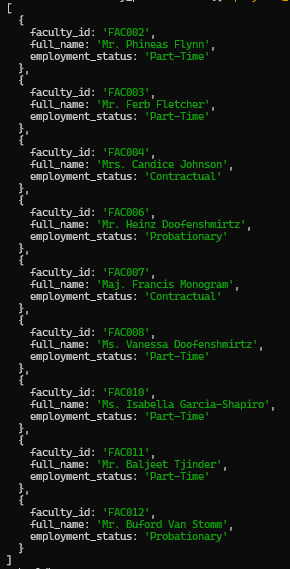 [
{
faculty_id: 'FAC002',
full_name: 'Mr. Phineas Flynn',
employment_status: 'Part-Time'
},
{
faculty_id: 'FAC003',
full_name: 'Mr. Ferb Fletcher',
employment_status: 'Part-Time'
},
{
faculty_id: 'FAC004',
full_name: 'Mrs. Candice Johnson',
employment_status: 'Contractual'
},
{
faculty_id: 'FAC006',
full_name: 'Mr. Heinz Doofenshmirtz',
employment_status: 'Probationary'
},
{
faculty_id: 'FAC007',
full_name: 'Maj. Francis Monogram',
employment_status: 'Contractual'
},
{
faculty_id: 'FAC008',
full_name: 'Ms. Vanessa Doofenshmirtz',
employment_status: 'Part-Time'
},
{
faculty_id: 'FAC010',
full_name: 'Ms. Isabella Garcia-Shapiro',
employment_status: 'Part-Time'
},
{
faculty_id: 'FAC011',
full_name: 'Mr. Baljeet Tjinder',
employment_status: 'Part-Time'
},
{
faculty_id: 'FAC012',
full_name: 'Mr. Buford Van Stomm',
employment_status: 'Probationary'
}
]